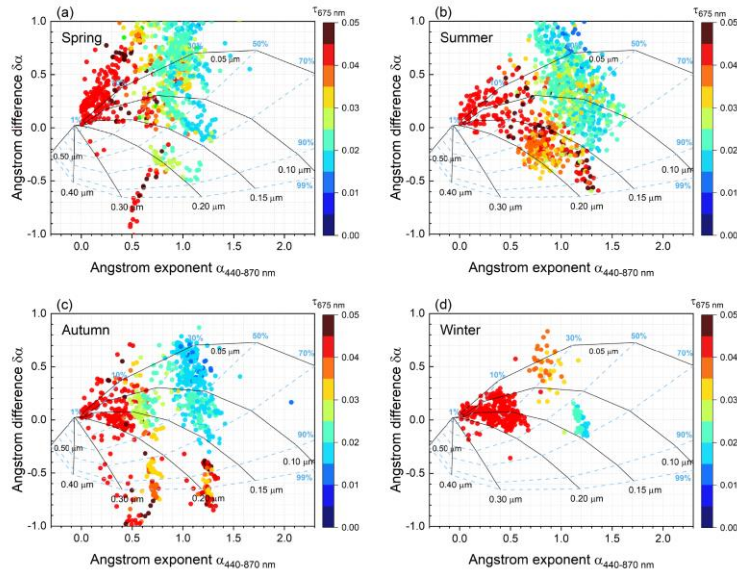 (a)
Spring
τ675 nm
Angstrom difference δα
1.0
0.5
0.0
-0.5
-1.0
0.0 0.5 1.0 1.5 2.0
Angstrom exponent α440-870 nm
1%
30%
50%
70%
90%
99%
0.05 μm
0.10 μm
0.15 μm
0.20 μm
0.30 μm
0.40 μm
0.50 μm
0.05
0.04
0.03
0.02
0.01
0.00
(b)
Summer
τ675 nm
Angstrom difference δα
1.0
0.5
0.0
-0.5
-1.0
0.0 0.5 1.0 1.5 2.0
Angstrom exponent α440-870 nm
1%
30%
50%
70%
90%
99%
0.05 μm
0.10 μm
0.15 μm
0.20 μm
0.30 μm
0.40 μm
0.50 μm
0.05
0.04
0.03
0.02
0.01
0.00
(c)
Autumn
τ675 nm
Angstrom difference δα
1.0
0.5
0.0
-0.5
-1.0
0.0 0.5 1.0 1.5 2.0
Angstrom exponent α440-870 nm
1%
10%
30%
50%
70%
90%
99%
0.05 μm
0.10 μm
0.15 μm
0.20 μm
0.30 μm
0.40 μm
0.50 μm
0.05
0.04
0.03
0.02
0.01
0.00
(d)
Winter
τ675 nm
Angstrom difference δα
1.0
0.5
0.0
-0.5
-1.0
0.0 0.5 1.0 1.5 2.0
Angstrom exponent α440-870 nm
1%
10%
30%
50%
70%
90%
99%
0.05 μm
0.10 μm
0.15 μm
0.20 μm
0.30 μm
0.40 μm
0.50 μm
0.05
0.04
0.03
0.02
0.01
0.00